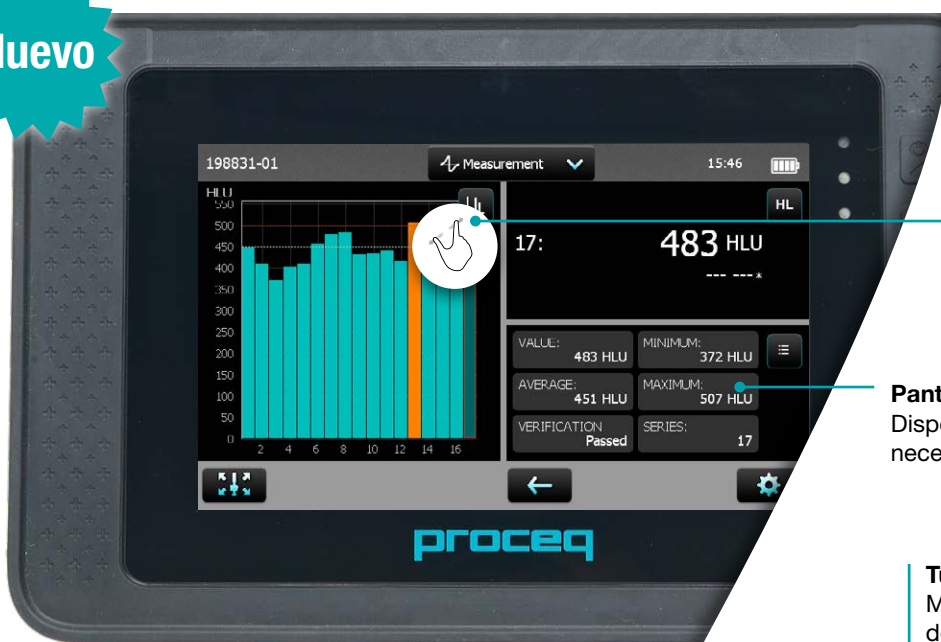 198831-01
Measurement
15:46
HLU
550
500
450
400
350
300
250
200
150
100
50
0
2 4 6 8 10 12 14 16
HL
17:
483 HLU
--- ---*
VALUE:
483 HLU
MINIMUM:
372 HLU
AVERAGE:
451 HLU
MAXIMUM:
507 HLU
VERIFICATION
Passed
SERIES:
17
proceq